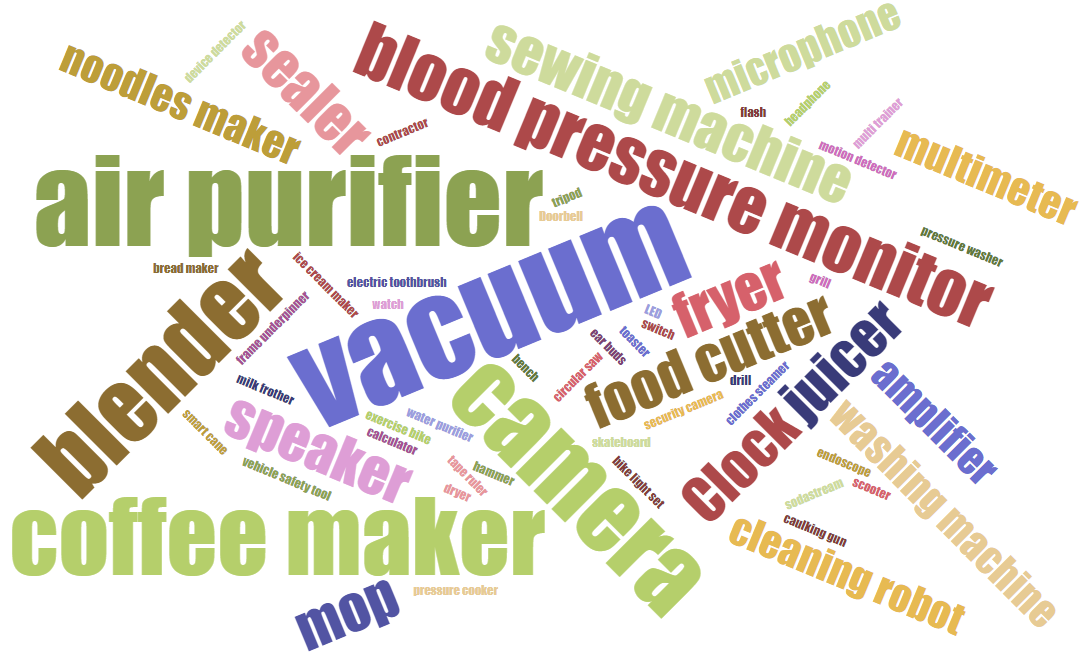 device detector
noodles maker
sealer
contractor
blood pressure monitor
sewing machine
microphone
flash
headphone
multi trainer
motion detector
multimeter
air purifier
tripod
Doorbell
pressure washer
bread maker
ice cream maker
electric toothbrush
watch
vacuum
grill
fryer
LED
switch
toaster
ear buds
frame underpinner
blender
milk frother
bench
circular saw
food cutter
drill
juicer
clothes steamer
security camera
amplifier
smart cane
speaker
exercise bike
water purifier
calculator
camera
skateboard
clock
washing machine
vehicle safety tool
tape ruler
hammer
dryer
bike light set
endoscope
scooter
sodastream
caulking gun
cleaning robot
coffee maker
mop
pressure cooker